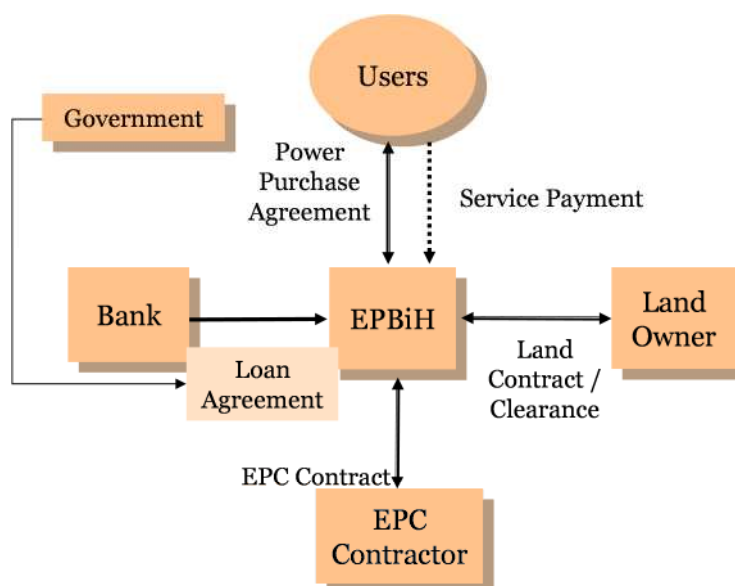 Users
Government
Power
Purchase
Agreement
Service Payment
Bank
EPBiH
Land
Owner
Loan
Agreement
Land
Contract /
Clearance
EPC Contract
EPC
Contractor